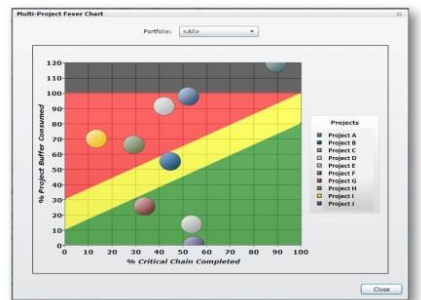 Multi-Project Fever Chart
Portfolio: <All>
120
110
100
90
80
70
60
50
40
30
20
10
0
% Project Buffer Consumed
0 10 20 30 40 50 60 70 80 90 100
% Critical Chain Completed
Projects
Project A
Project B
Project C
Project D
Project E
Project F
Project G
Project H
Project I
Project J
Close